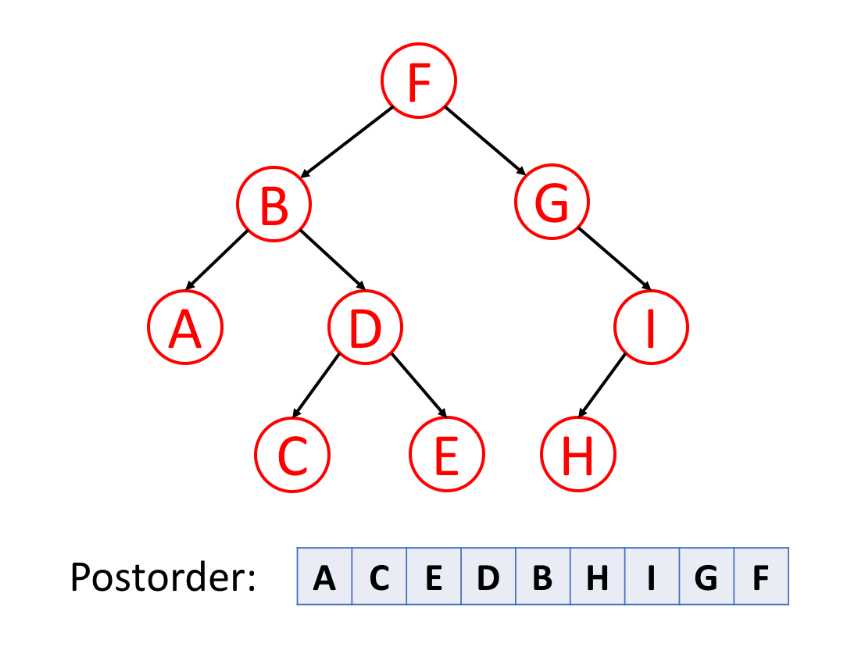 F
B G
A D I
C E H
Postorder: A C E D B H I G F